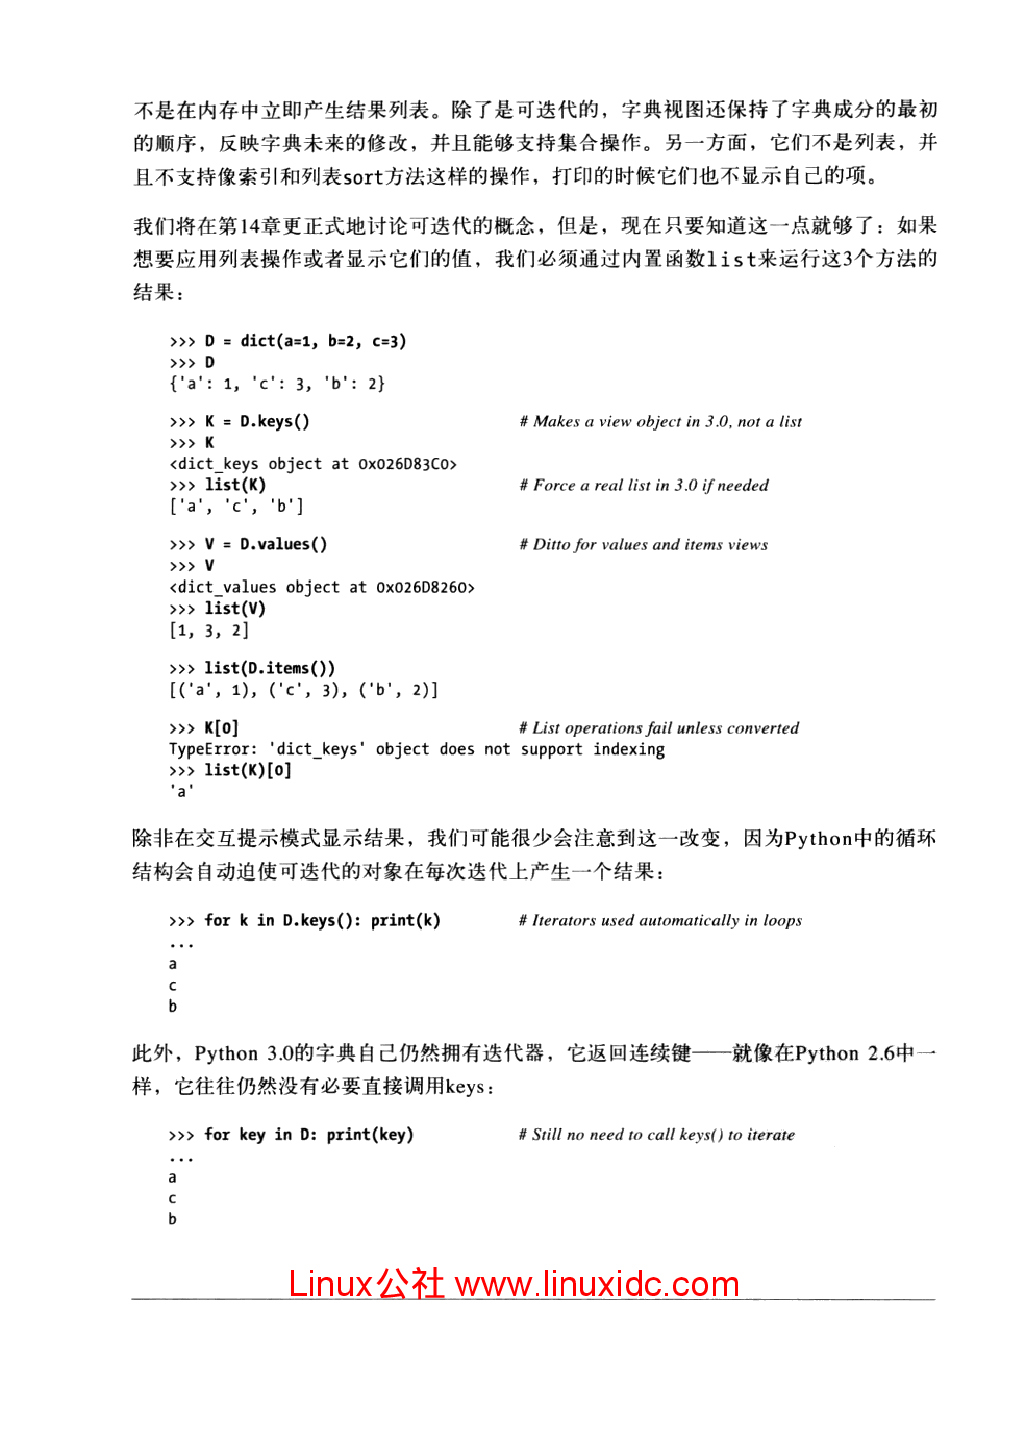 不是在内存中立即产生结果列表。除了是可迭代的，字典视图还保持了字典成分的最初
的顺序，反映字典未来的修改，并且能够支持集合操作。另一方面，它们不是列表，并
且不支持像索引和列表sort方法这样的操作，打印的时候它们也不显示自己的项。
我们将在第14章更正式地讨论可迭代的概念，但是，现在只要知道这一点就够了：如果
想要应用列表操作或者显示它们的值，我们必须通过内置函数list来运行这3个方法的
结果：
>>> D = dict(a=1, b=2, c=3)
>>> D
{'a': 1, 'c': 3, 'b': 2}
>>> K = D.keys() # Makes a view object in 3.0, not a list
>>> K
<dict_keys object at 0x026D83C0>
>>> list(K) # Force a real list in 3.0 if needed
['a', 'c', 'b']
>>> V = D.values() # Ditto for values and items views
>>> V
<dict_values object at 0x026D8260>
>>> list(V)
[1, 3, 2]
>>> list(D.items())
[('a', 1), ('c', 3), ('b', 2)]
>>> K[0] # List operations fail unless converted
TypeError: 'dict_keys' object does not support indexing
>>> list(K)[0]
'a'
除非在交互提示模式显示结果，我们可能很少会注意到这一改变，因为Python中的循环
结构会自动迫使可迭代的对象在每次迭代上产生一个结果：
>>> for k in D.keys(): print(k) # Iterators used automatically in loops
...
a
c
b
此外，Python 3.0的字典自己仍然拥有迭代器，它返回连续键——就像在Python 2.6中一
样，它往往仍然没有必要直接调用keys：
>>> for key in D: print(key) # Still no need to call keys() to iterate
...
a
c
b
Linux公社 www.linuxidc.com